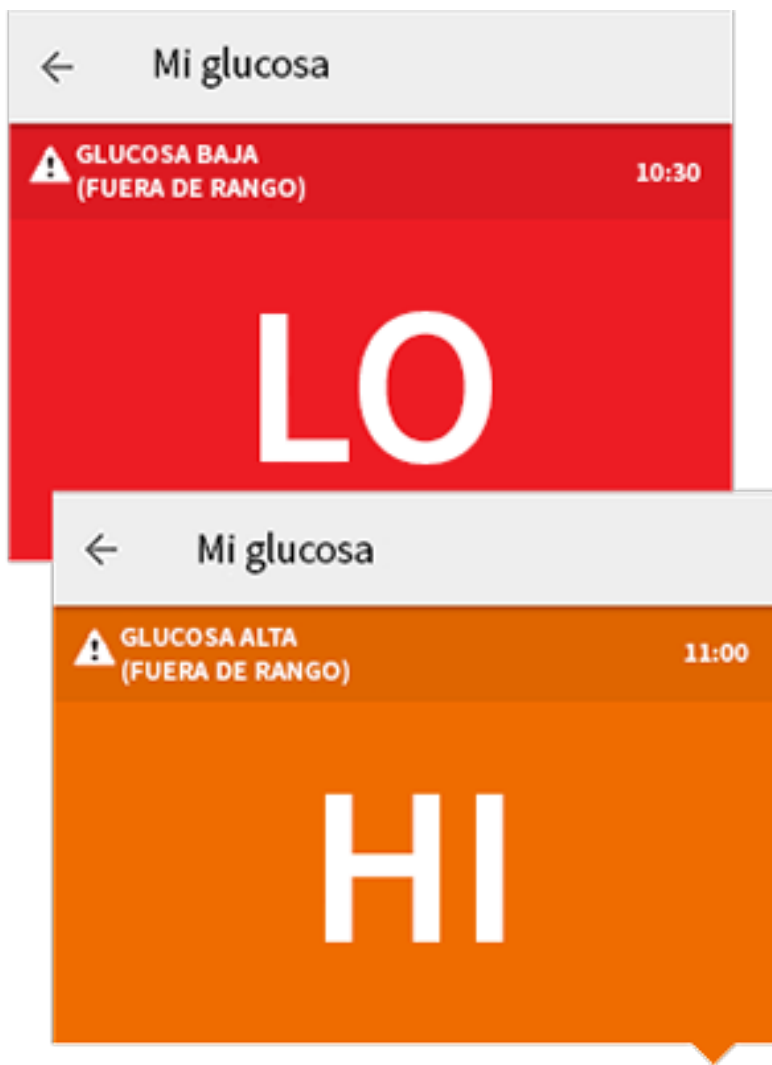 Mi glucosa
GLUCOSA BAJA
(FUERA DE RANGO)
10:30
LO
Mi glucosa
GLUCOSA ALTA
(FUERA DE RANGO)
11:00
HI